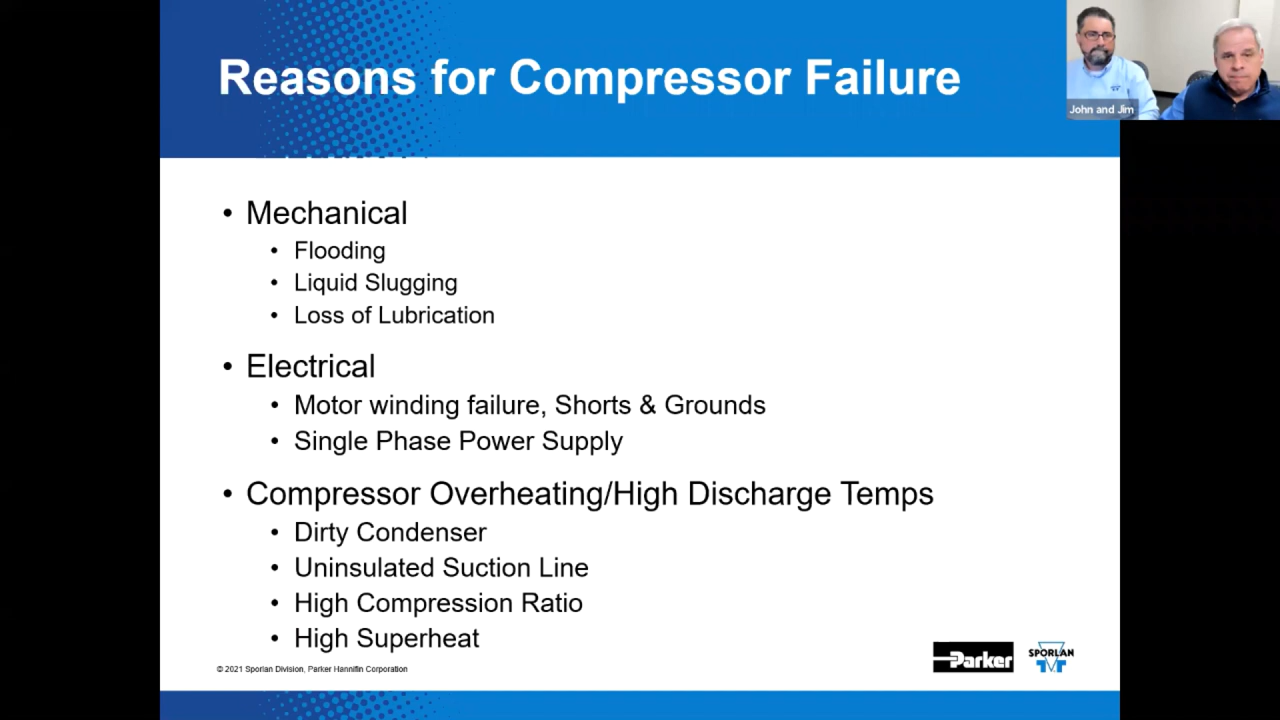 Reasons for Compressor Failure
John and Jim
• Mechanical
• Flooding
• Liquid Slugging
• Loss of Lubrication
• Electrical
• Motor winding failure, Shorts & Grounds
• Single Phase Power Supply
• Compressor Overheating/High Discharge Temps
• Dirty Condenser
• Uninsulated Suction Line
• High Compression Ratio
• High Superheat
© 2021 Sporlan Division, Parker Hannifin Corporation
Parker
SPORLAN